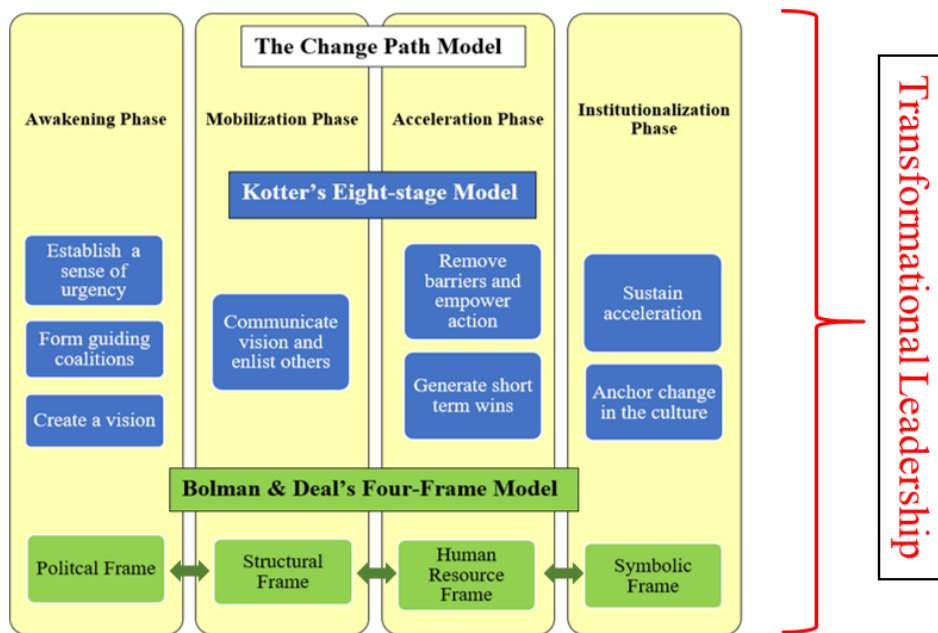 The Change Path Model
Awakening Phase
Mobilization Phase
Acceleration Phase
Institutionalization
Phase
Kotter's Eight-stage Model
Establish a
sense of
urgency
Form guiding
coalitions
Create a vision
Communicate
vision and
enlist others
Remove
barriers and
empower
action
Generate short
term wins
Sustain
acceleration
Anchor change
in the culture
Bolman & Deal's Four-Frame Model
Politcal Frame
Structural
Frame
Human
Resource
Frame
Symbolic
Frame
Transformational Leadership